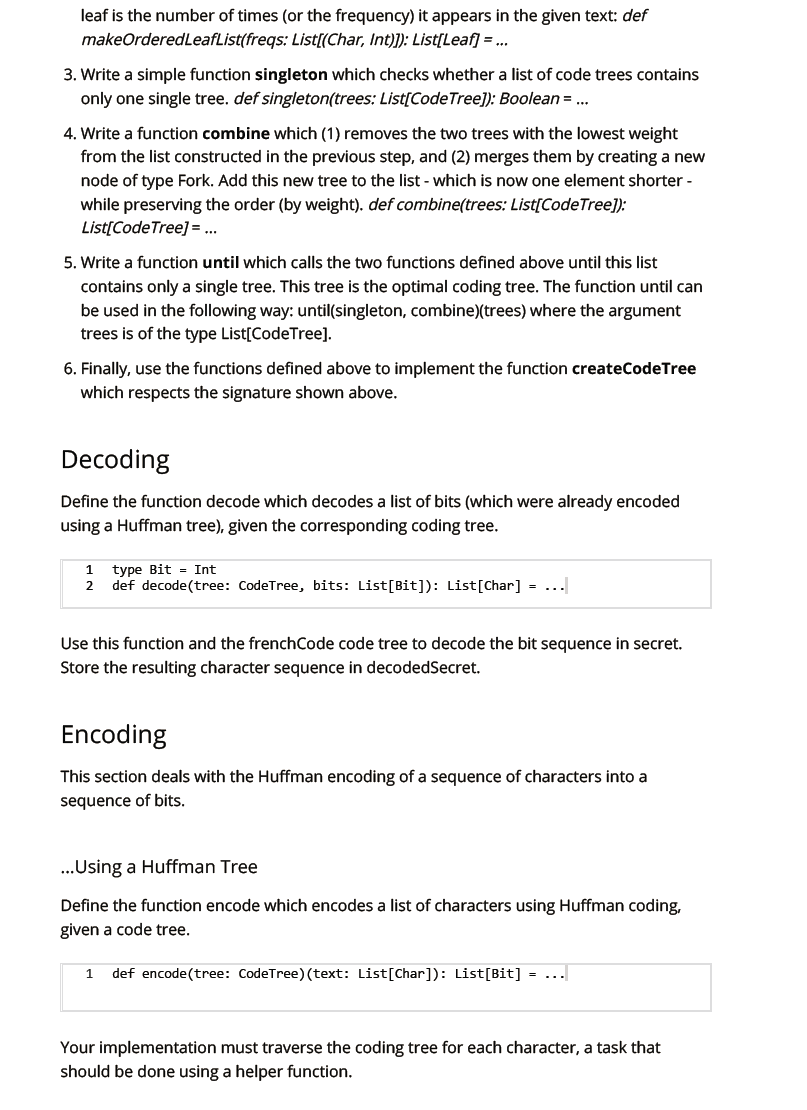 leaf is the number of times (or the frequency) it appears in the given text: def
makeOrderedLeafList(freqs: List[(Char, Int)]): List[Leaf] = ...
3. Write a simple function singleton which checks whether a list of code trees contains
only one single tree. def singleton(trees: List[CodeTree]): Boolean = ...
4. Write a function combine which (1) removes the two trees with the lowest weight
from the list constructed in the previous step, and (2) merges them by creating a new
node of type Fork. Add this new tree to the list - which is now one element shorter -
while preserving the order (by weight). def combine(trees: List[CodeTree]):
List[CodeTree] = ...
5. Write a function until which calls the two functions defined above until this list
contains only a single tree. This tree is the optimal coding tree. The function until can
be used in the following way: until(singleton, combine)(trees) where the argument
trees is of the type List[CodeTree].
6. Finally, use the functions defined above to implement the function createCodeTree
which respects the signature shown above.
Decoding
Define the function decode which decodes a list of bits (which were already encoded
using a Huffman tree), given the corresponding coding tree.
1 type Bit = Int
2 def decode(tree: CodeTree, bits: List[Bit]): List[Char] = ...
Use this function and the frenchCode code tree to decode the bit sequence in secret.
Store the resulting character sequence in decodedSecret.
Encoding
This section deals with the Huffman encoding of a sequence of characters into a
sequence of bits.
...Using a Huffman Tree
Define the function encode which encodes a list of characters using Huffman coding,
given a code tree.
1 def encode(tree: CodeTree)(text: List[Char]): List[Bit] = ...
Your implementation must traverse the coding tree for each character, a task that
should be done using a helper function.